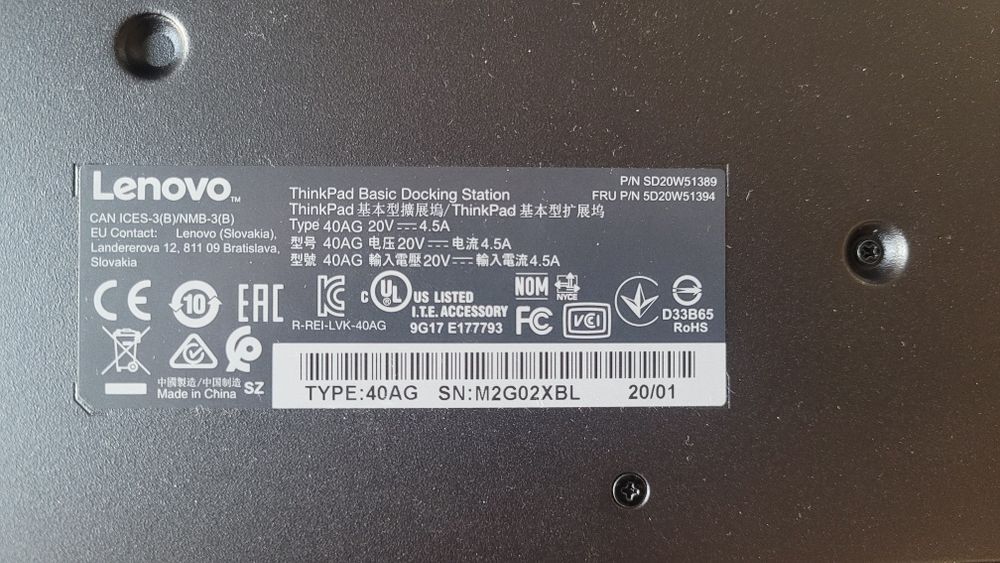 Lenovo™
P/N SD20W51389
FRU P/N 5D20W51394
ThinkPad Basic Docking Station
ThinkPad 基本型擴展塢/ThinkPad 基本型扩展坞
Type 40AG 20V⎓4.5A
型号 40AG 电压20V⎓电流4.5A
型號 40AG 輸入電壓20V⎓輸入電流4.5A
CAN ICES-3(B)/NMB-3(B)
EU Contact: Lenovo (Slovakia),
Landererova 12, 811 09 Bratislava,
Slovakia
CE
10
EAC
R-REI-LVK-40AG
C UL US LISTED
I.T.E. ACCESSORY
9G17 E177793
NOM
NYCE
FC
VCI
D33B65
RoHS
中國製造/中国制造
Made in China
SZ
TYPE:40AG SN:M2G02XBL 20/01